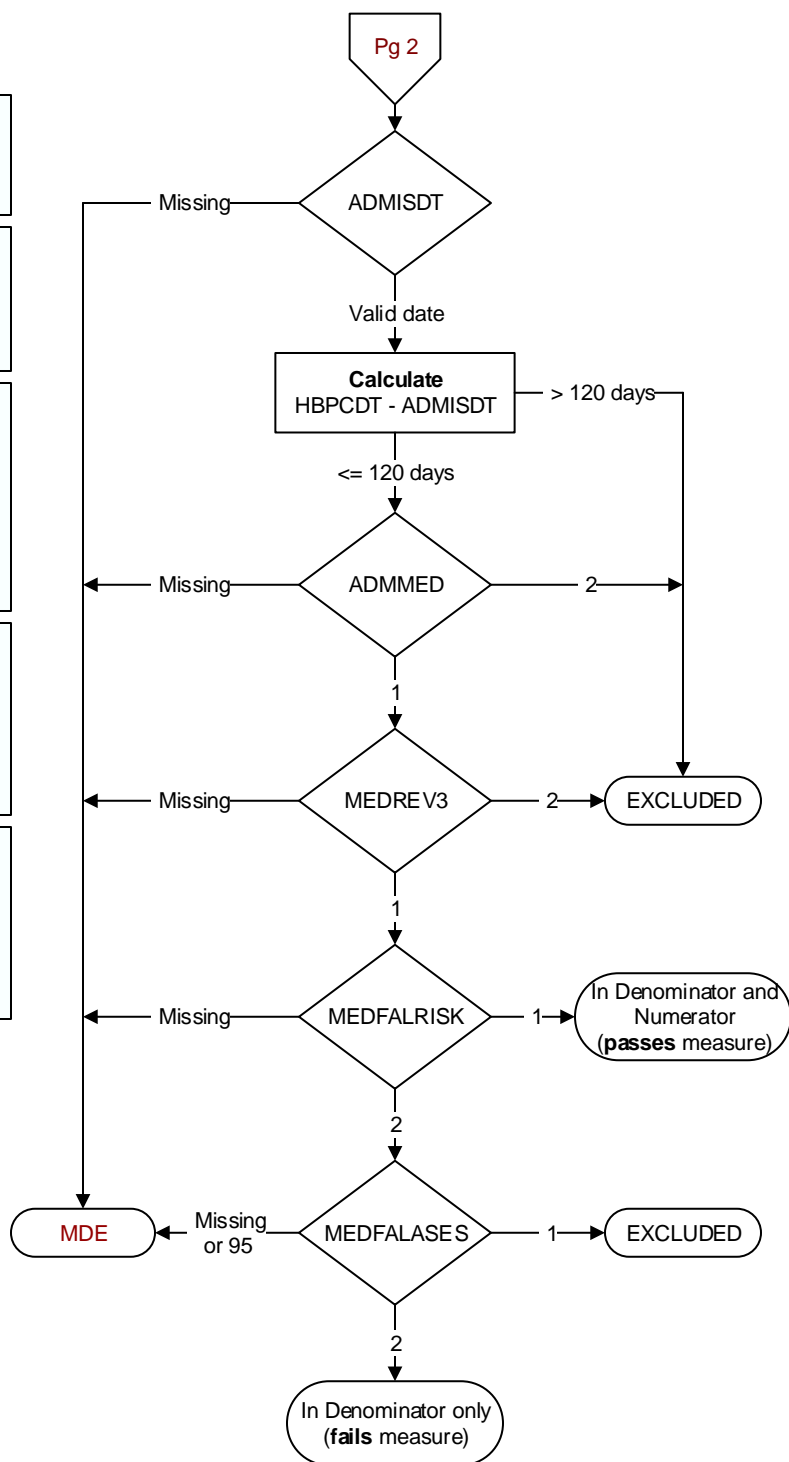 Pg 2
Missing
ADMISDT
Valid date
Calculate
HBPCDT - ADMISDT
> 120 days
<= 120 days
Missing
ADMMED
2
1
Missing
MEDREV3
2
EXCLUDED
1
Missing
MEDFALRISK
1
In Denominator and
Numerator
(passes measure)
2
MDE
Missing
or 95
MEDFALASES
1
EXCLUDED
2
In Denominator only
(fails measure)